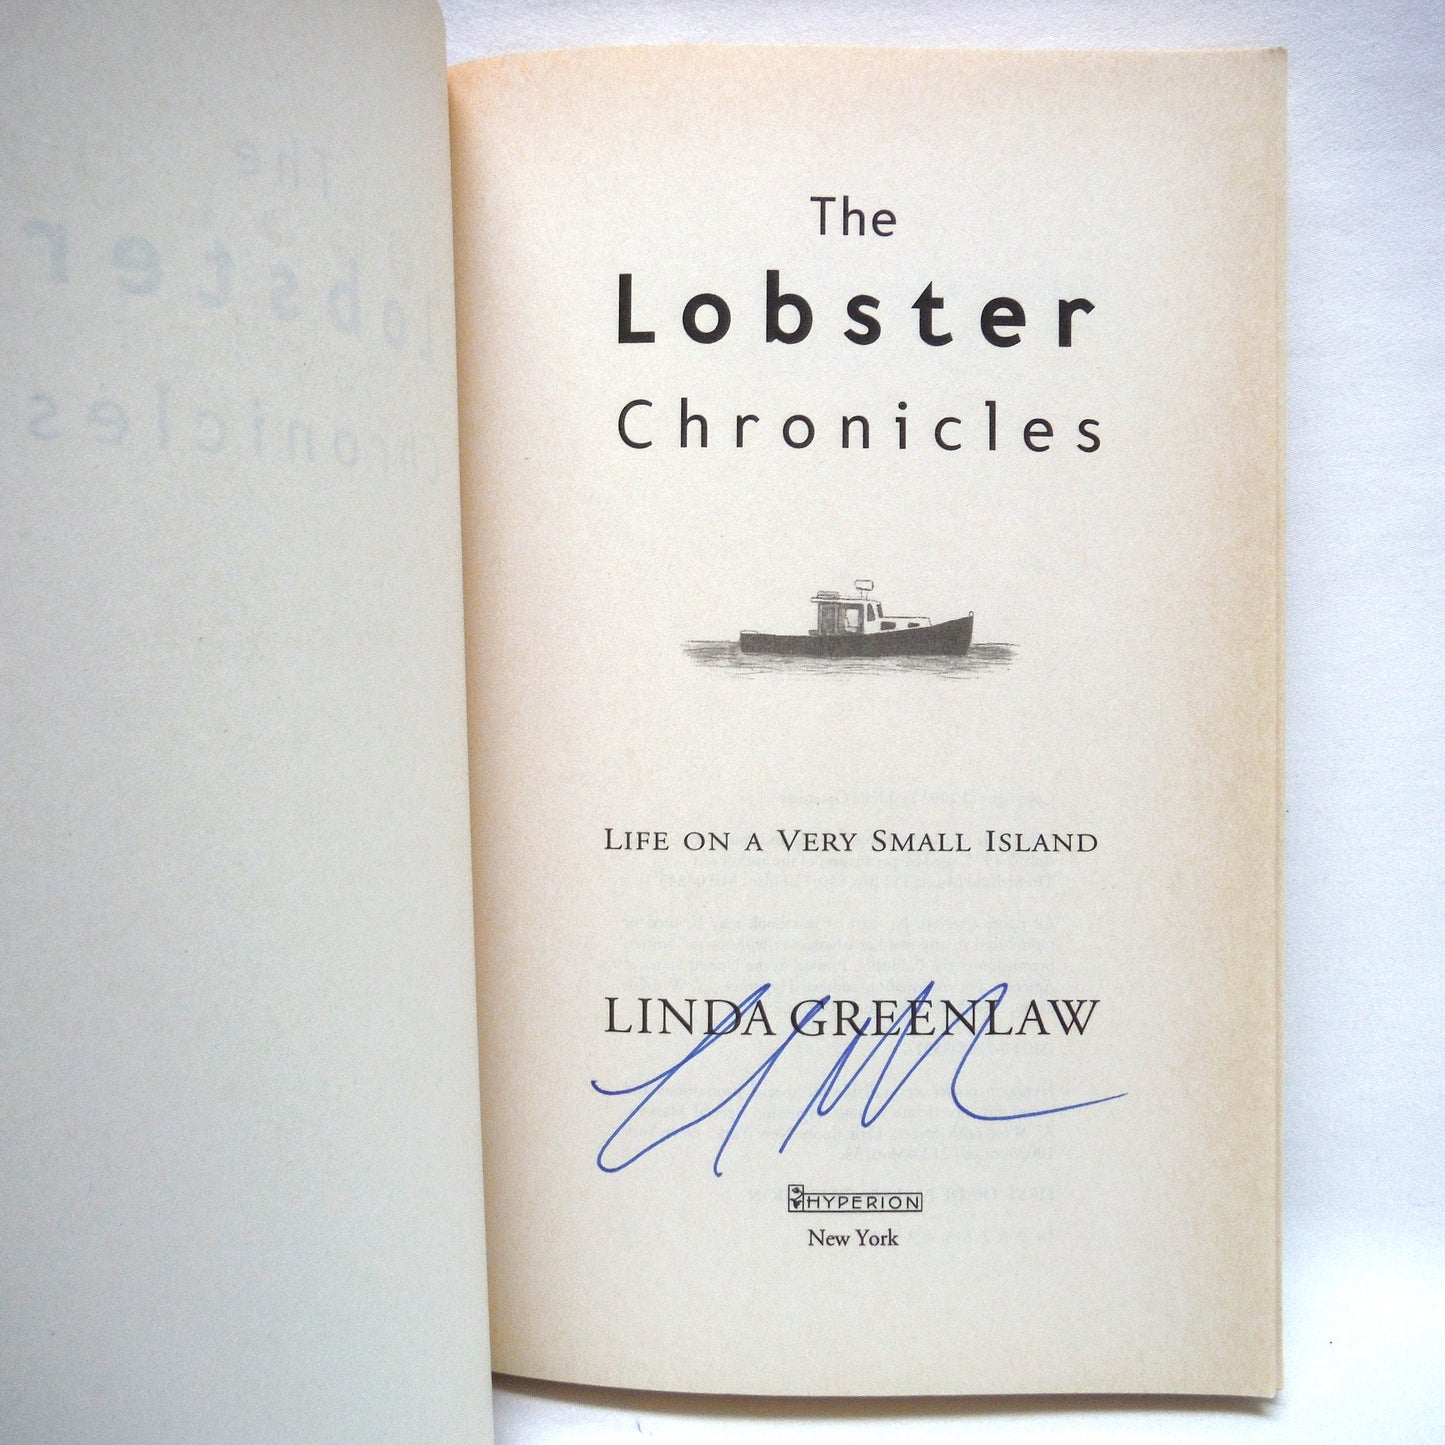 The
Lobster
Chronicles
LIFE ON A VERY SMALL ISLAND
LINDA GREENLAW
HYPERION
New York